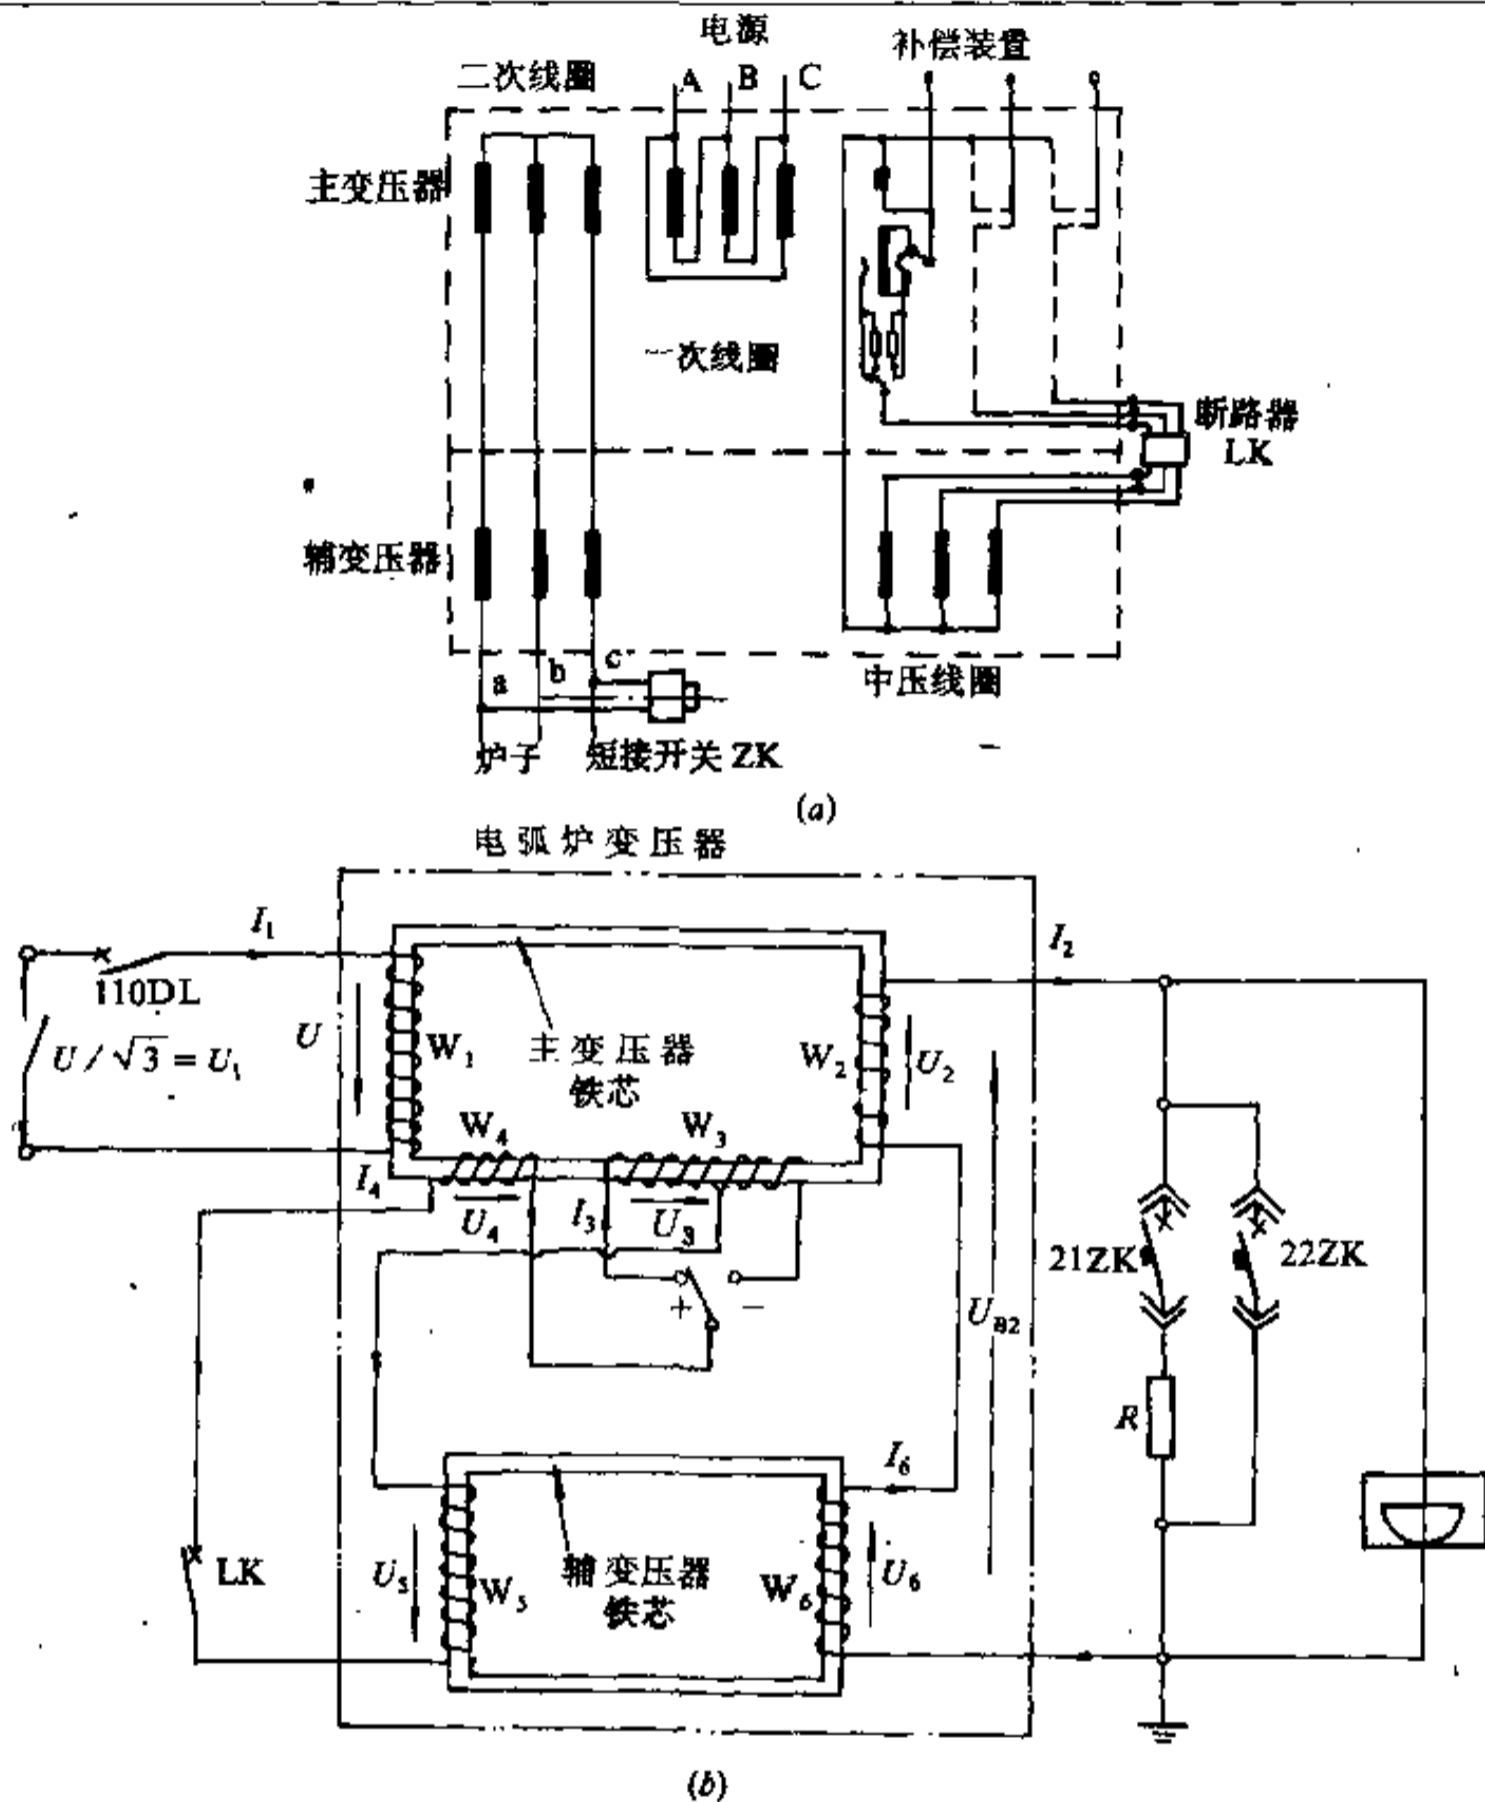 电源
补偿装置
二次线圈
A B C
主变压器
一次线圈
断路器
LK
辅变压器
a b c
中压线圈
炉子 短接开关 ZK
(a)
电弧炉变压器
I₁
I₂
110DL
U
U/√3=U₁
W₁
主变压器
铁芯
W₂
U₂
W₄
W₃
I₄
U₄
I₃
U₃
21ZK
22ZK
+ −
U_B2
R
I₆
LK
U₅
W₅
辅变压器
铁芯
W₆
U₆
(b)